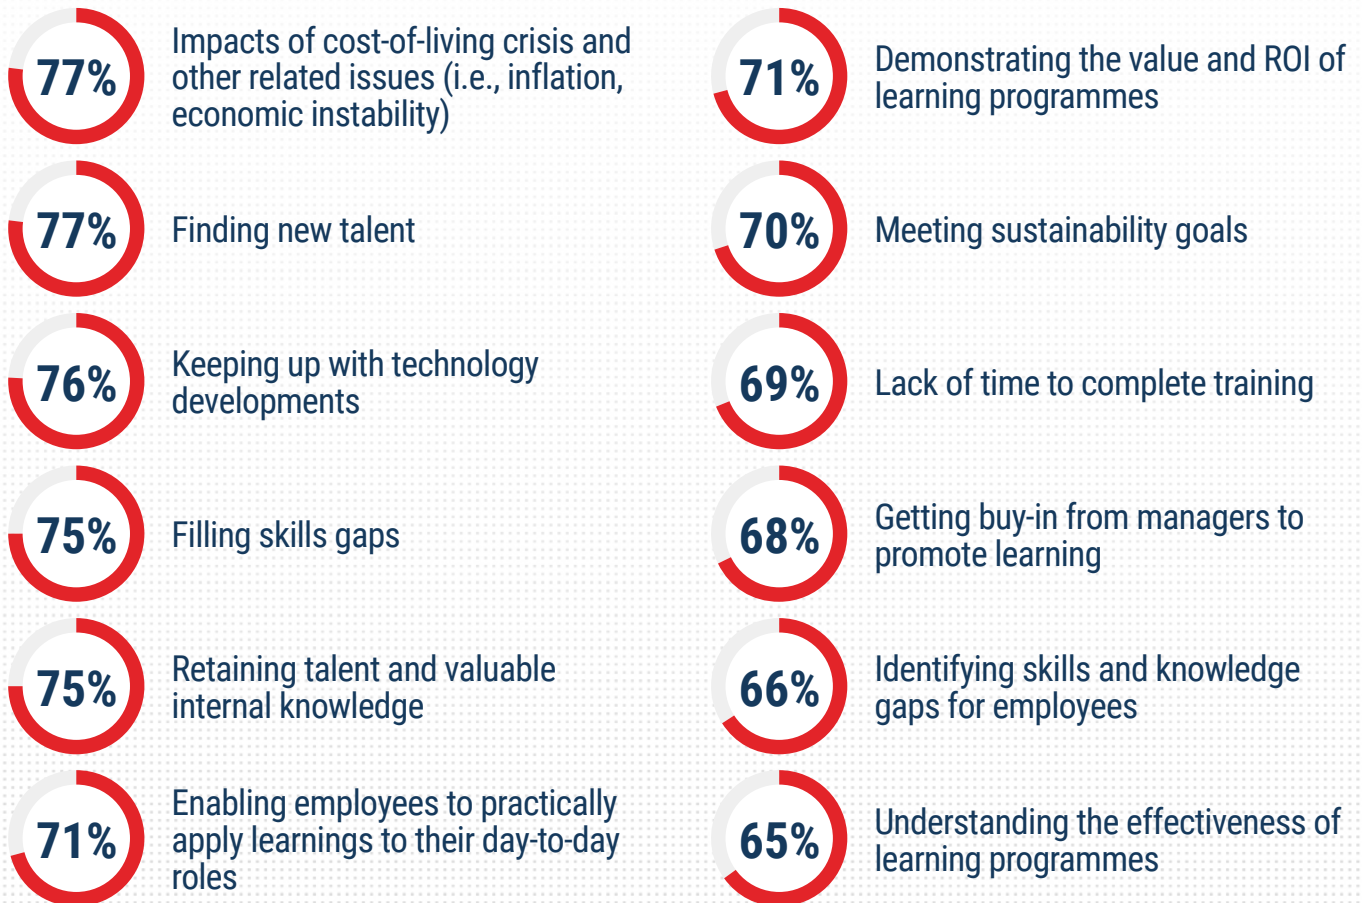 77%
Impacts of cost-of-living crisis and
other related issues (i.e., inflation,
economic instability)
77%
Finding new talent
76%
Keeping up with technology
developments
75%
Filling skills gaps
75%
Retaining talent and valuable
internal knowledge
71%
Enabling employees to practically
apply learnings to their day-to-day
roles
71%
Demonstrating the value and ROI of
learning programmes
70%
Meeting sustainability goals
69%
Lack of time to complete training
68%
Getting buy-in from managers to
promote learning
66%
Identifying skills and knowledge
gaps for employees
65%
Understanding the effectiveness of
learning programmes